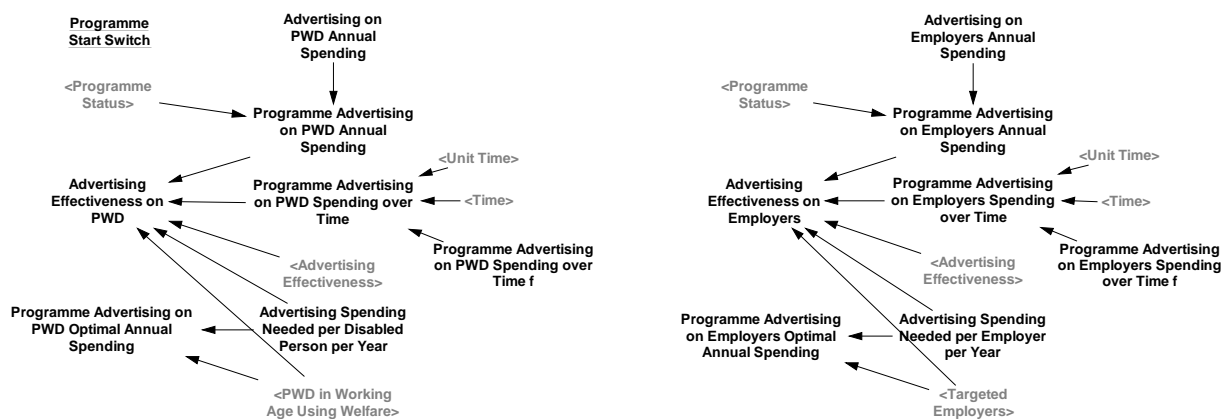 Programme
Start Switch
Advertising on
PWD Annual
Spending
<Programme
Status>
Programme Advertising
on PWD Annual
Spending
<Unit Time>
Advertising
Effectiveness on
PWD
Programme Advertising
on PWD Spending over
Time
<Time>
Programme Advertising
on PWD Spending over
Time f
<Advertising
Effectiveness>
Programme Advertising on
PWD Optimal Annual
Spending
Advertising Spending
Needed per Disabled
Person per Year
<PWD in Working
Age Using Welfare>
Advertising on
Employers Annual
Spending
<Programme
Status>
Programme Advertising
on Employers Annual
Spending
<Unit Time>
Advertising
Effectiveness on
Employers
Programme Advertising
on Employers Spending
over Time
<Time>
Programme Advertising
on Employers Spending
over Time f
<Advertising
Effectiveness>
Programme Advertising
on Employers Optimal
Annual Spending
Advertising Spending
Needed per Employer
per Year
<Targeted
Employers>